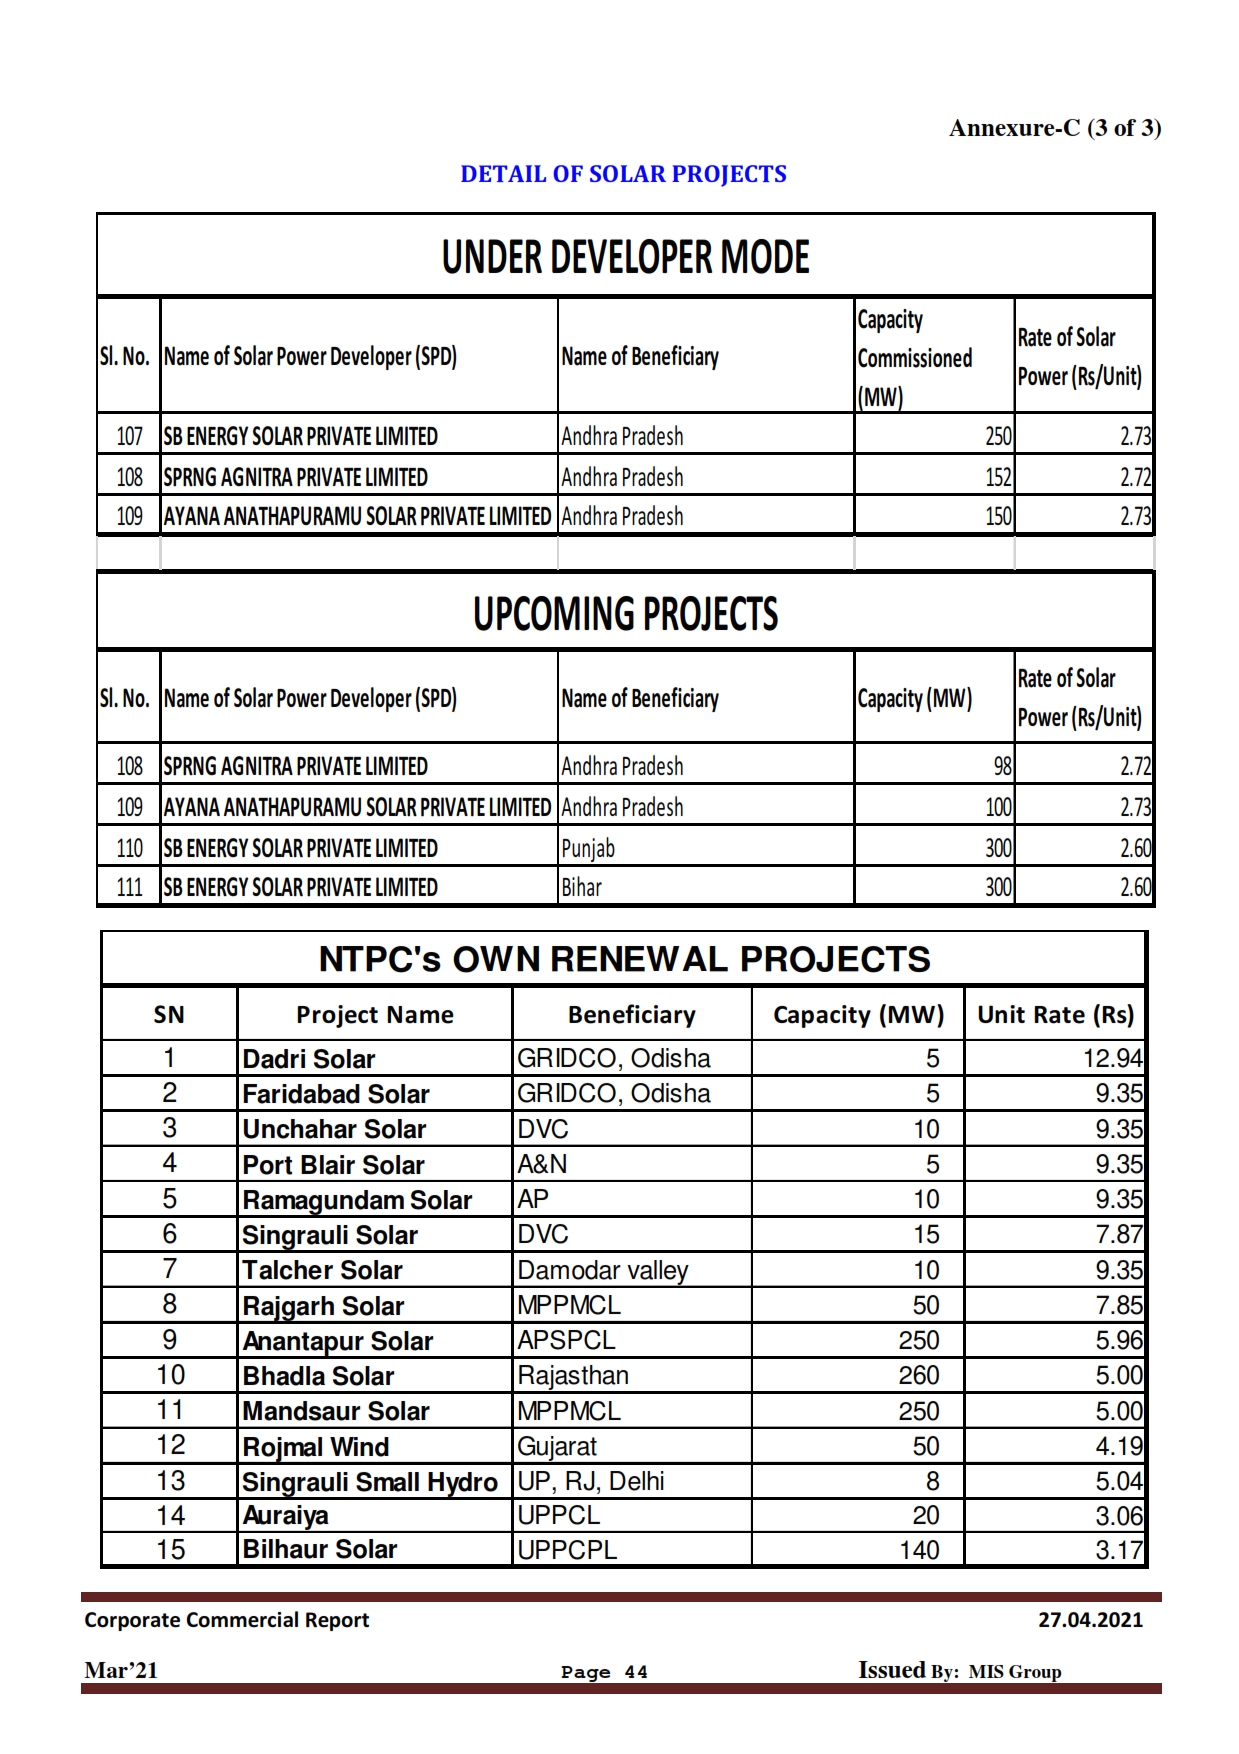 Annexure-C (3 of 3)
DETAIL OF SOLAR PROJECTS
UNDER DEVELOPER MODE
Sl. No. Name of Solar Power Developer (SPD) Name of Beneficiary Capacity Commissioned (MW) Rate of Solar Power (Rs/Unit)
107 SB ENERGY SOLAR PRIVATE LIMITED Andhra Pradesh 250 2.73
108 SPRNG AGNITRA PRIVATE LIMITED Andhra Pradesh 152 2.72
109 AYANA ANATHAPURAMU SOLAR PRIVATE LIMITED Andhra Pradesh 150 2.73
UPCOMING PROJECTS
Sl. No. Name of Solar Power Developer (SPD) Name of Beneficiary Capacity (MW) Rate of Solar Power (Rs/Unit)
108 SPRNG AGNITRA PRIVATE LIMITED Andhra Pradesh 98 2.72
109 AYANA ANATHAPURAMU SOLAR PRIVATE LIMITED Andhra Pradesh 100 2.73
110 SB ENERGY SOLAR PRIVATE LIMITED Punjab 300 2.60
111 SB ENERGY SOLAR PRIVATE LIMITED Bihar 300 2.60
NTPC's OWN RENEWAL PROJECTS
SN Project Name Beneficiary Capacity (MW) Unit Rate (Rs)
1 Dadri Solar GRIDCO, Odisha 5 12.94
2 Faridabad Solar GRIDCO, Odisha 5 9.35
3 Unchahar Solar DVC 10 9.35
4 Port Blair Solar A&N 5 9.35
5 Ramagundam Solar AP 10 9.35
6 Singrauli Solar DVC 15 7.87
7 Talcher Solar Damodar valley 10 9.35
8 Rajgarh Solar MPPMCL 50 7.85
9 Anantapur Solar APSPCL 250 5.96
10 Bhadla Solar Rajasthan 260 5.00
11 Mandsaur Solar MPPMCL 250 5.00
12 Rojmal Wind Gujarat 50 4.19
13 Singrauli Small Hydro UP, RJ, Delhi 8 5.04
14 Auraiya UPPCL 20 3.06
15 Bilhaur Solar UPPCPL 140 3.17
Corporate Commercial Report 27.04.2021
Mar’21 Page 44 Issued By: MIS Group